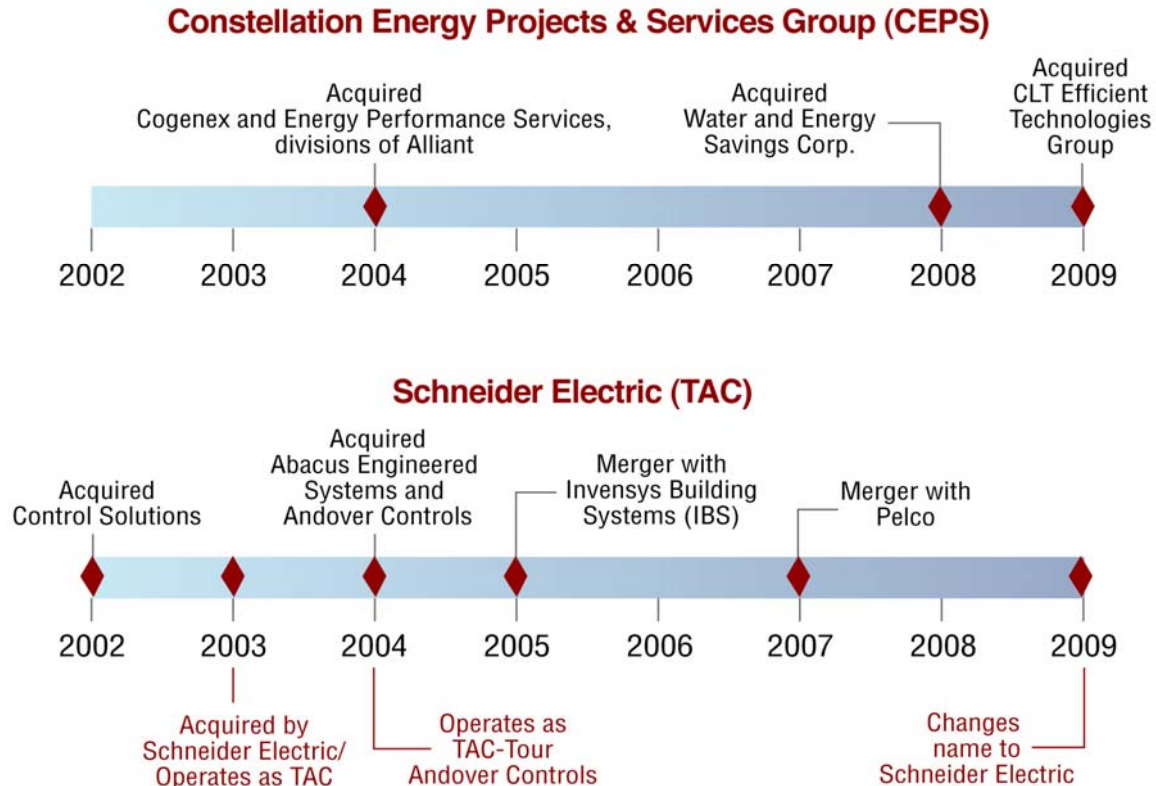 Constellation Energy Projects & Services Group (CEPS)
Acquired
Cogenex and Energy Performance Services,
divisions of Alliant
Acquired
Water and Energy
Savings Corp.
Acquired
CLT Efficient
Technologies
Group
2002 2003 2004 2005 2006 2007 2008 2009
Schneider Electric (TAC)
Acquired
Control Solutions
Acquired
Abacus Engineered
Systems and
Andover Controls
Merger with
Invensys Building
Systems (IBS)
Merger with
Pelco
2002 2003 2004 2005 2006 2007 2008 2009
Acquired by
Schneider Electric/
Operates as TAC
Operates as
TAC-Tour
Andover Controls
Changes
name to
Schneider Electric